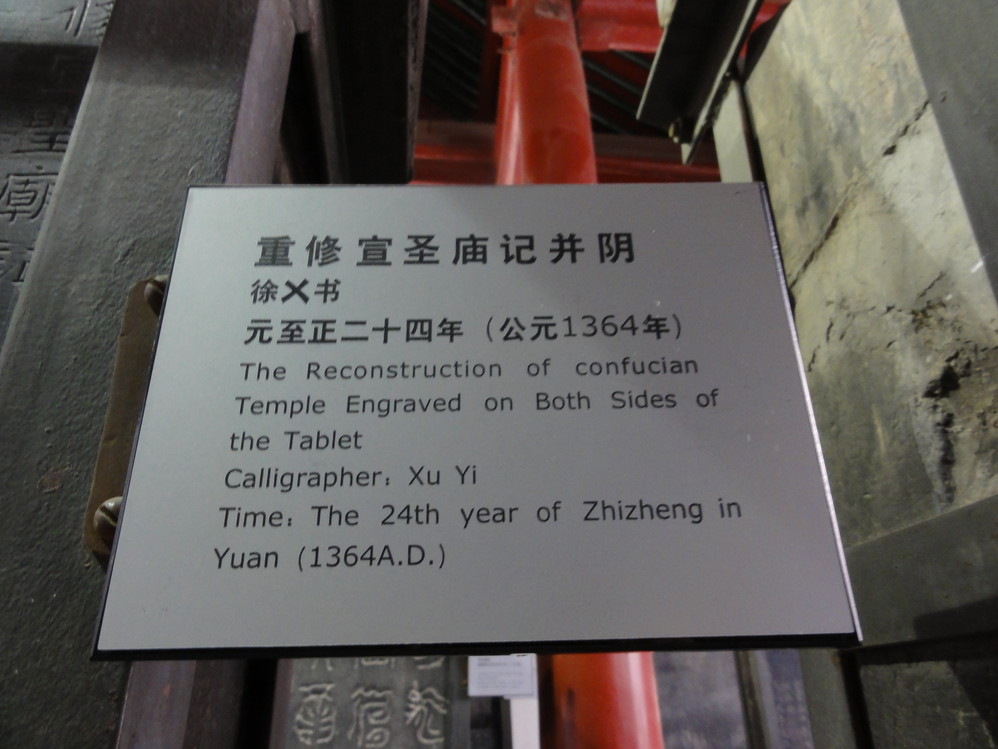 重修宣圣庙记并阴
徐乂书
元至正二十四年（公元1364年）
The Reconstruction of confucian
Temple Engraved on Both Sides of
the Tablet
Calligrapher: Xu Yi
Time: The 24th year of Zhizheng in
Yuan (1364A.D.)
聖
廟